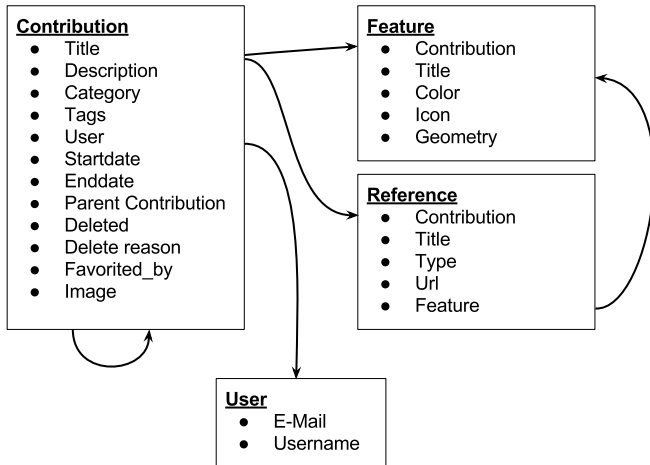 Contribution
● Title
● Description
● Category
● Tags
● User
● Startdate
● Enddate
● Parent Contribution
● Deleted
● Delete reason
● Favorited_by
● Image
Feature
● Contribution
● Title
● Color
● Icon
● Geometry
Reference
● Contribution
● Title
● Type
● Url
● Feature
User
● E-Mail
● Username